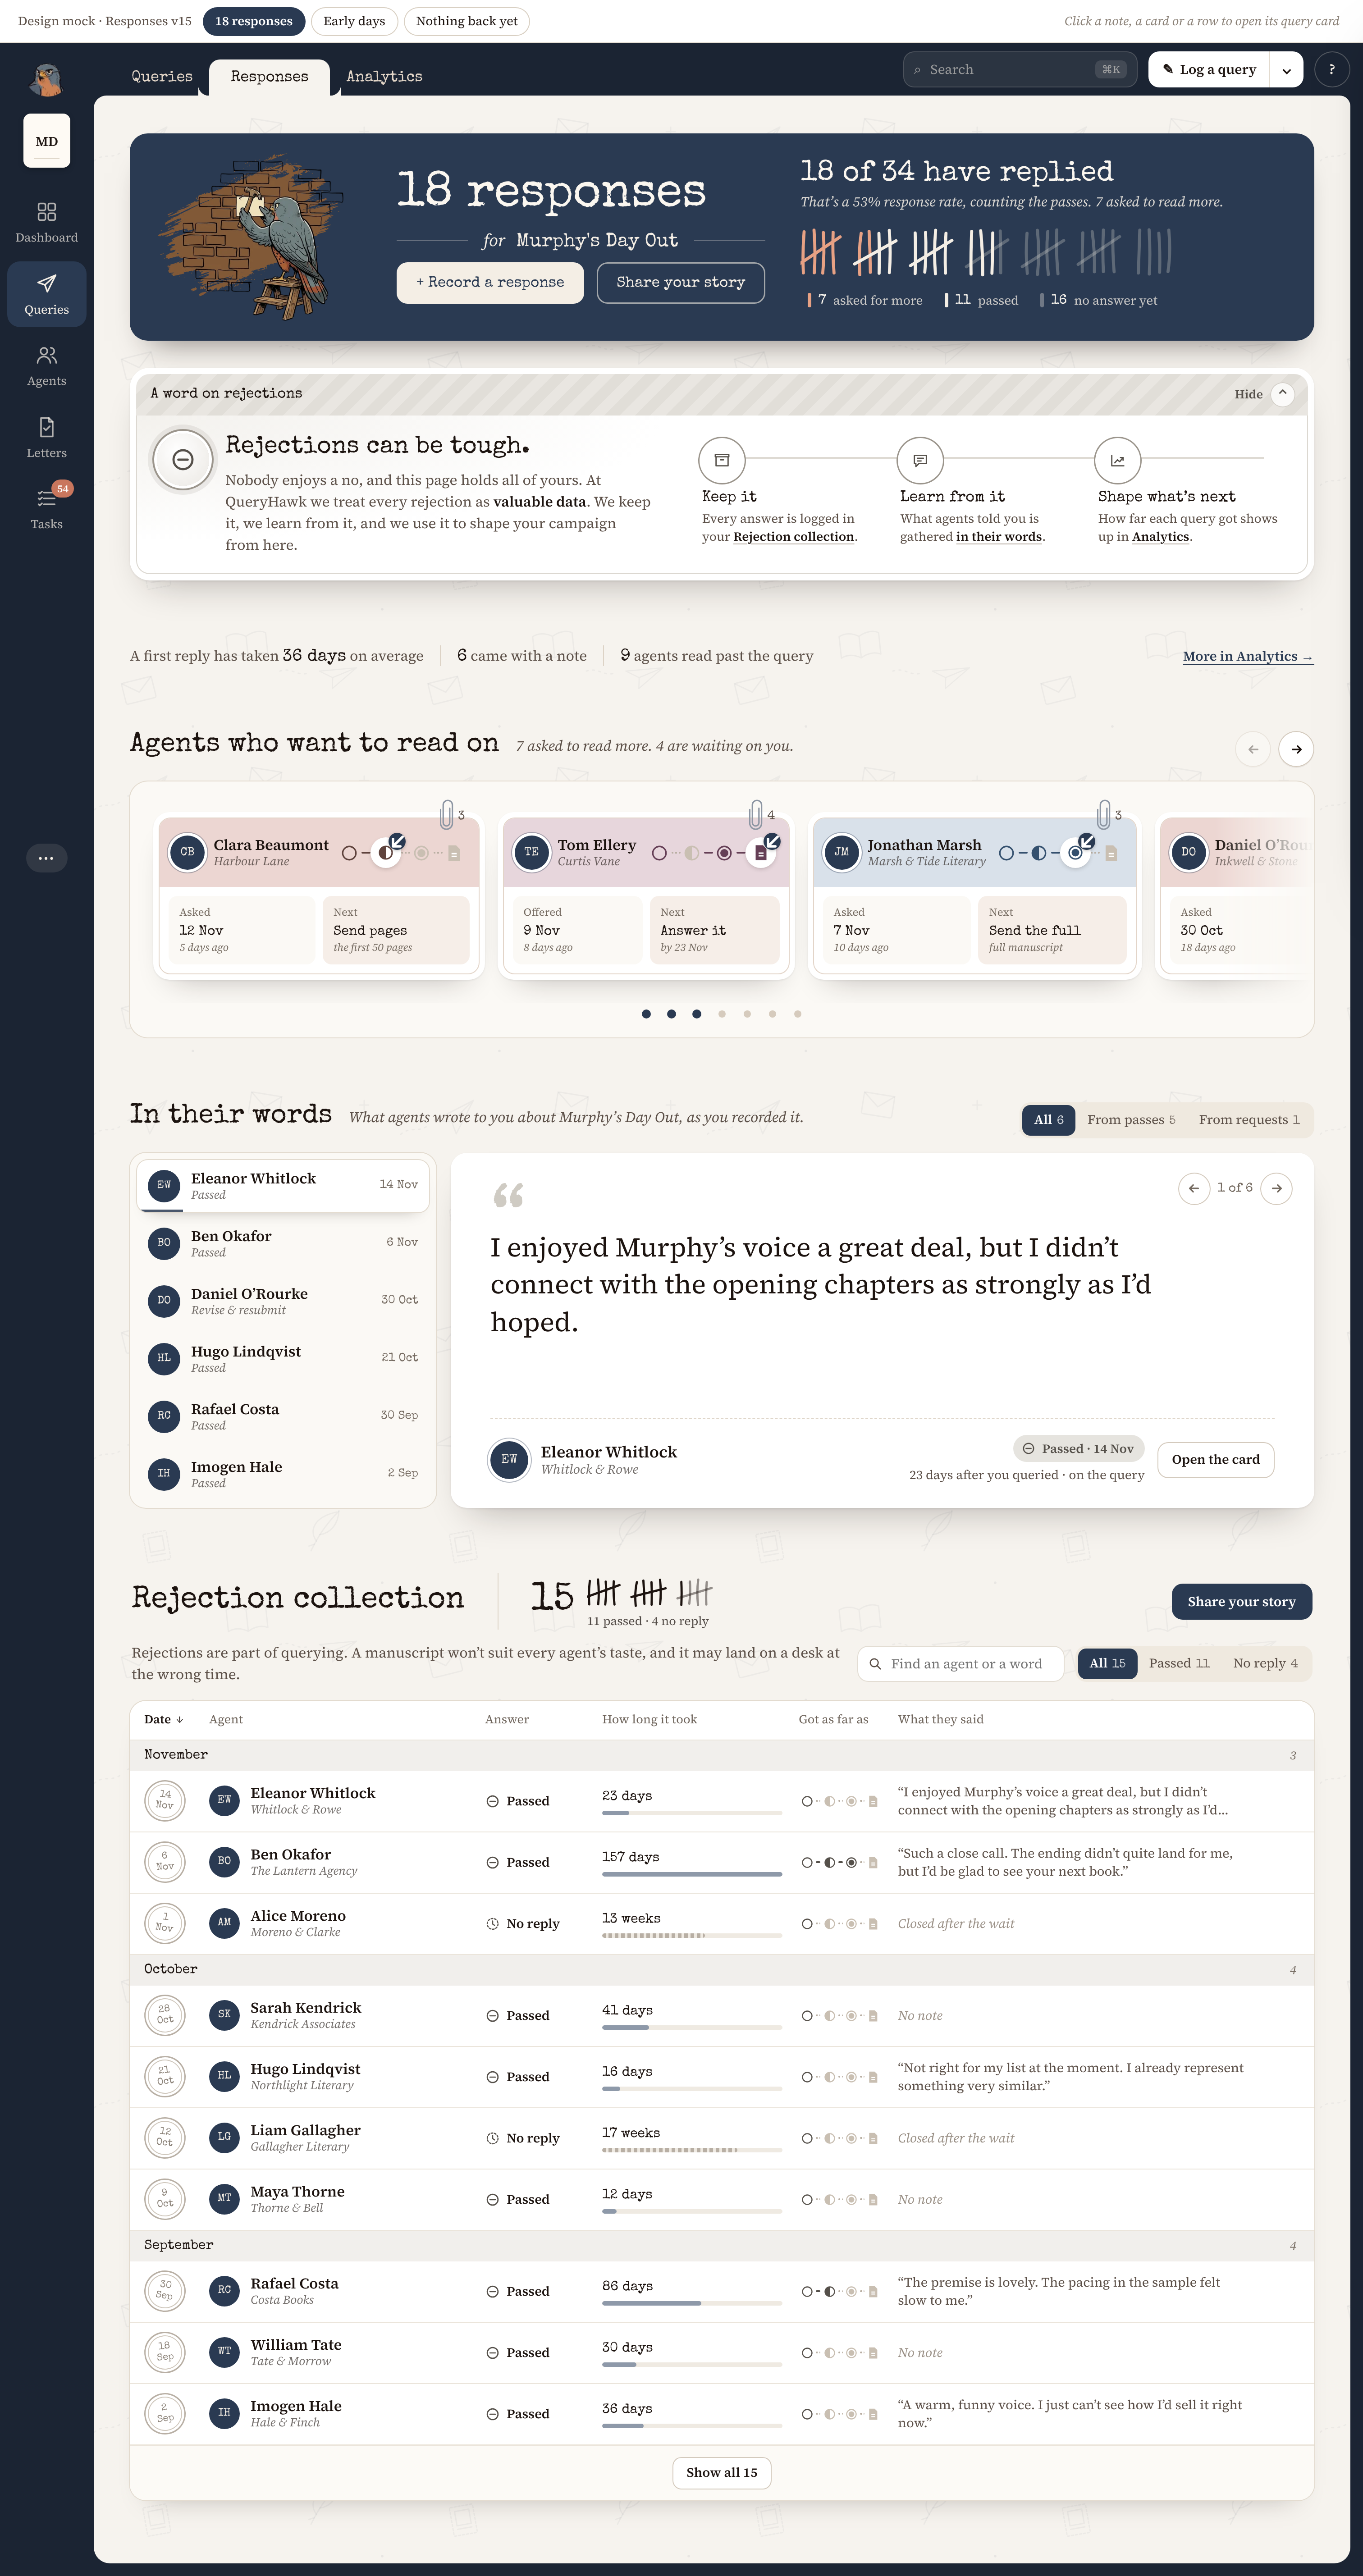 Design mock · Responses v15
18 responses
Early days
Nothing back yet
Click a note, a card or a row to open its query card
Queries
Responses
Analytics
Search
⌘K
Log a query
?
MD
Dashboard
Queries
Agents
Letters
54
Tasks
18 responses
for Murphy's Day Out
+ Record a response
Share your story
18 of 34 have replied
That's a 53% response rate, counting the passes. 7 asked to read more.
7 asked for more
11 passed
16 no answer yet
A word on rejections
Hide
Rejections can be tough.
Nobody enjoys a no, and this page holds all of yours. At
QueryHawk we treat every rejection as valuable data. We keep
it, we learn from it, and we use it to shape your campaign
from here.
Keep it
Every answer is logged in
your Rejection collection.
Learn from it
What agents told you is
gathered in their words.
Shape what's next
How far each query got shows
up in Analytics.
A first reply has taken 36 days on average
6 came with a note
9 agents read past the query
More in Analytics →
Agents who want to read on
7 asked to read more. 4 are waiting on you.
3
CB
Clara Beaumont
Harbour Lane
Asked
12 Nov
5 days ago
Next
Send pages
the first 50 pages
4
TE
Tom Ellery
Curtis Vane
Offered
9 Nov
8 days ago
Next
Answer it
by 23 Nov
3
JM
Jonathan Marsh
Marsh & Tide Literary
Asked
7 Nov
10 days ago
Next
Send the full
full manuscript
DO
Daniel O'Rou
Inkwell & Stone
Asked
30 Oct
18 days ago
In their words
What agents wrote to you about Murphy's Day Out, as you recorded it.
All 6
From passes 5
From requests 1
EW
Eleanor Whitlock
Passed
14 Nov
BO
Ben Okafor
Passed
6 Nov
DO
Daniel O'Rourke
Revise & resubmit
30 Oct
HL
Hugo Lindqvist
Passed
21 Oct
RC
Rafael Costa
Passed
30 Sep
IH
Imogen Hale
Passed
2 Sep
“
1 of 6
I enjoyed Murphy's voice a great deal, but I didn't
connect with the opening chapters as strongly as I'd
hoped.
EW
Eleanor Whitlock
Whitlock & Rowe
Passed · 14 Nov
23 days after you queried · on the query
Open the card
Rejection collection
15
11 passed · 4 no reply
Share your story
Rejections are part of querying. A manuscript won't suit every agent's taste, and it may land on a desk at
the wrong time.
Find an agent or a word
All 15
Passed 11
No reply 4
Date ↓
Agent
Answer
How long it took
Got as far as
What they said
November
3
14 Nov
EW
Eleanor Whitlock
Whitlock & Rowe
Passed
23 days
“I enjoyed Murphy's voice a great deal, but I didn't
connect with the opening chapters as strongly as I'd…
6 Nov
BO
Ben Okafor
The Lantern Agency
Passed
157 days
“Such a close call. The ending didn't quite land for me,
but I'd be glad to see your next book.”
1 Nov
AM
Alice Moreno
Moreno & Clarke
No reply
13 weeks
Closed after the wait
October
4
28 Oct
SK
Sarah Kendrick
Kendrick Associates
Passed
41 days
No note
21 Oct
HL
Hugo Lindqvist
Northlight Literary
Passed
16 days
“Not right for my list at the moment. I already represent
something very similar.”
12 Oct
LG
Liam Gallagher
Gallagher Literary
No reply
17 weeks
Closed after the wait
9 Oct
MT
Maya Thorne
Thorne & Bell
Passed
12 days
No note
September
4
30 Sep
RC
Rafael Costa
Costa Books
Passed
86 days
“The premise is lovely. The pacing in the sample felt
slow to me.”
18 Sep
WT
William Tate
Tate & Morrow
Passed
30 days
No note
2 Sep
IH
Imogen Hale
Hale & Finch
Passed
36 days
“A warm, funny voice. I just can't see how I'd sell it right
now.”
Show all 15